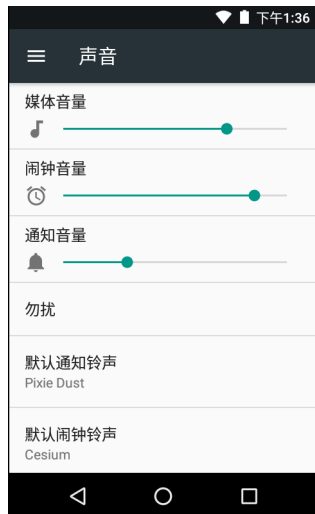 下午1:36
声音
媒体音量
闹钟音量
通知音量
勿扰
默认通知铃声
Pixie Dust
默认闹钟铃声
Cesium